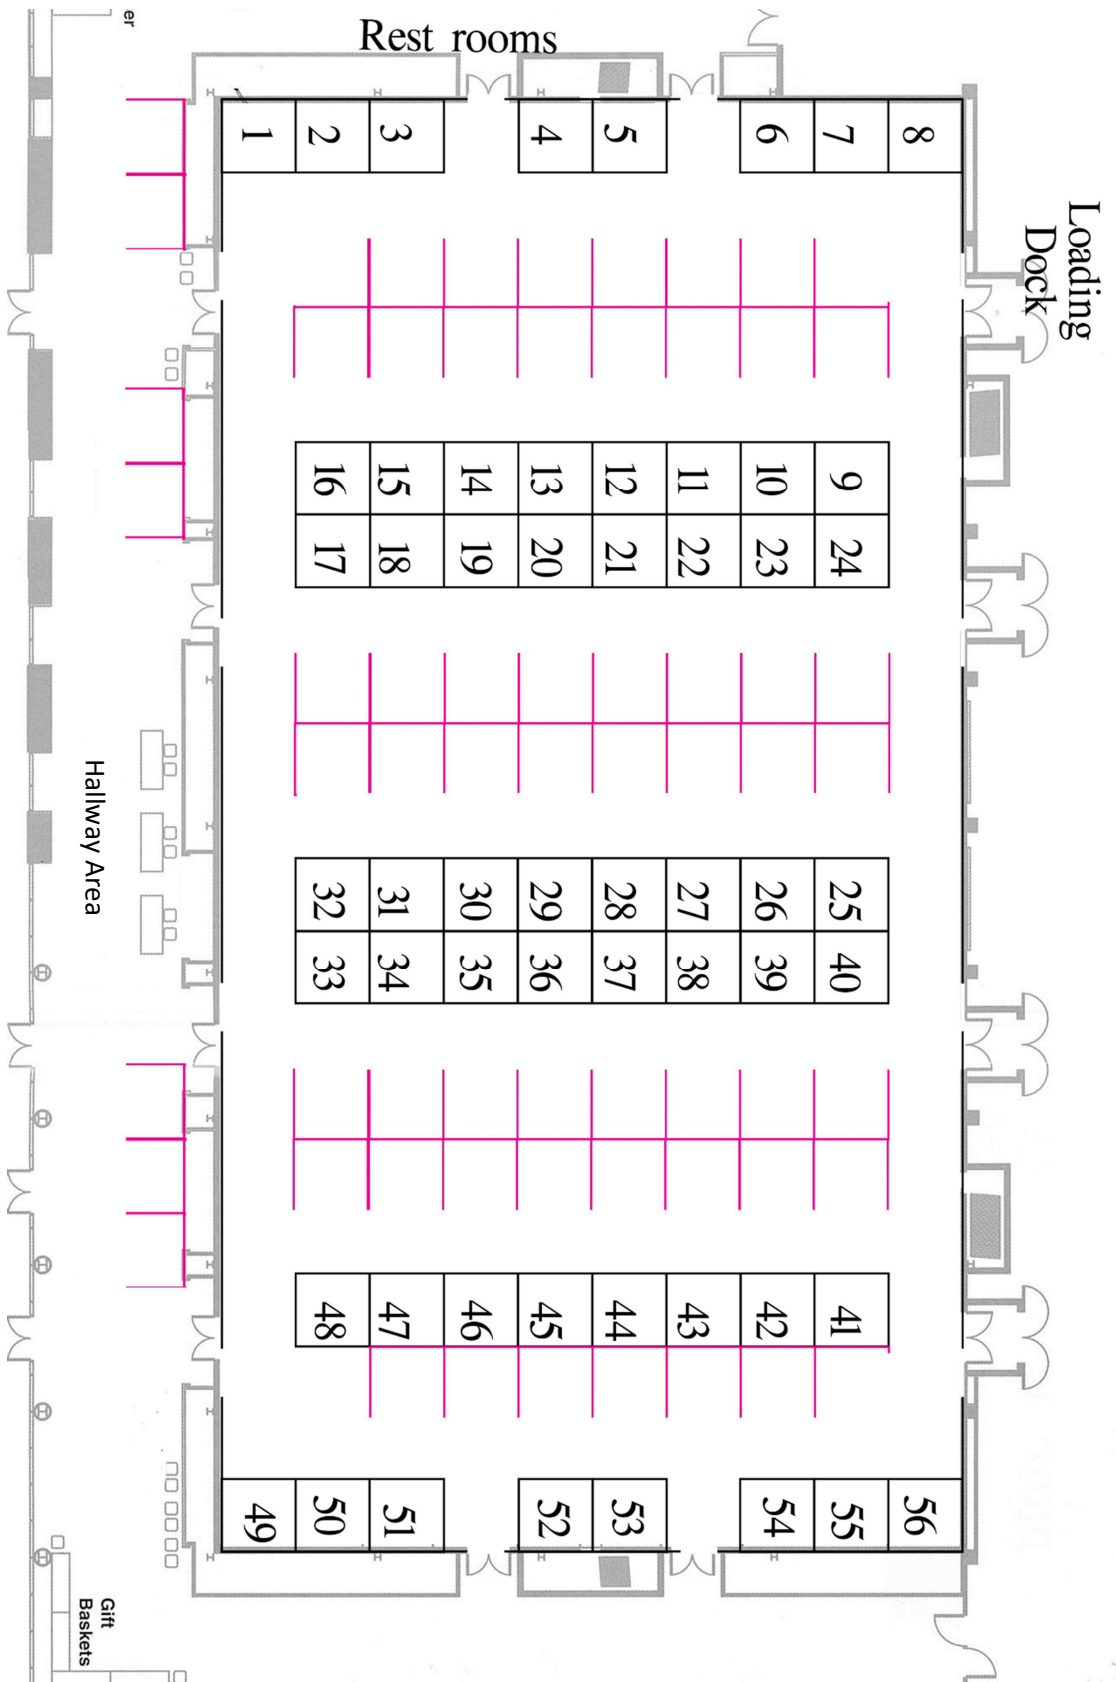 er
Rest rooms
1 2 3 4 5 6 7 8
Loading
Dock
16 15 14 13 12 11 10 9
17 18 19 20 21 22 23 24
Hallway Area
32 31 30 29 28 27 26 25
33 34 35 36 37 38 39 40
48 47 46 45 44 43 42 41
49 50 51 52 53 54 55 56
Gift
Baskets